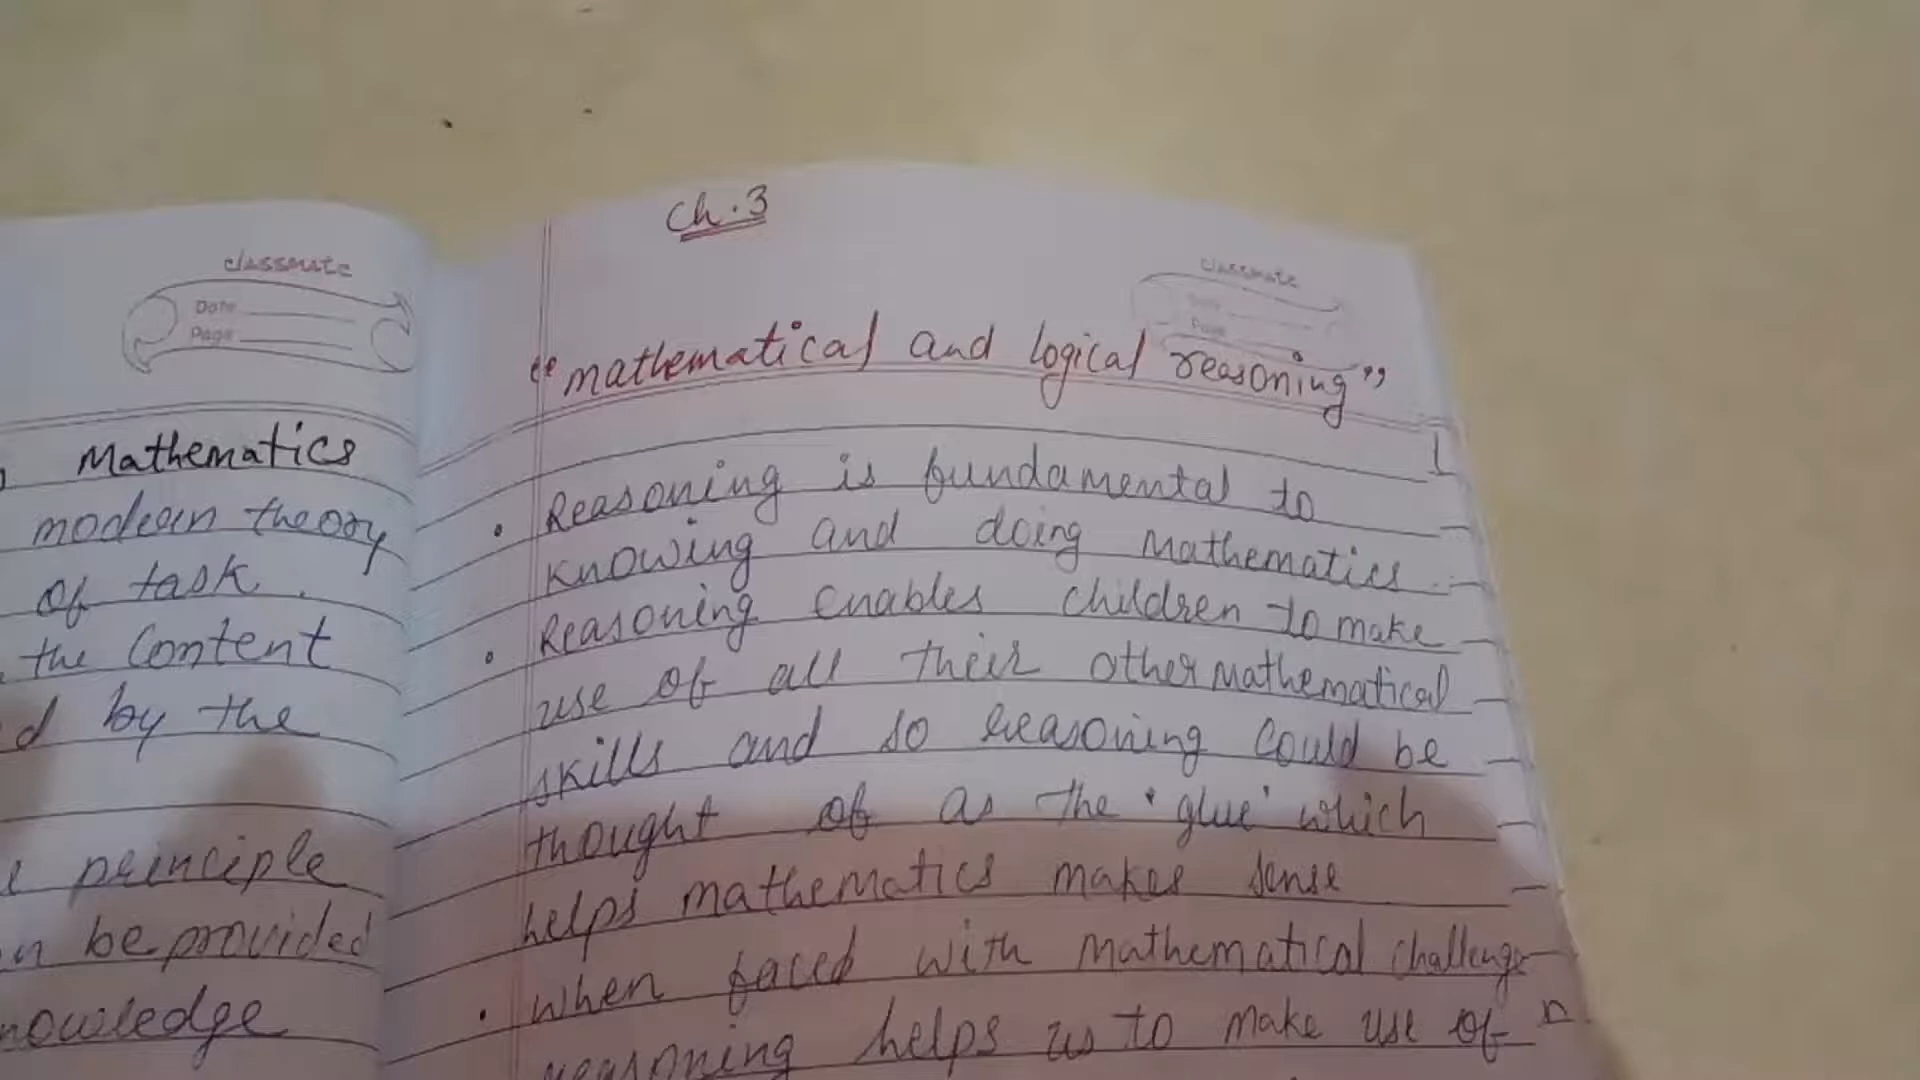 classmate
Date
Page
Mathematics
modern theory
of task.
the Content
by the
principle
be provided
Ch.3
classmate
Date
Page
"mathematical and logical reasoning"
• Reasoning is fundamental to
knowing and doing mathematics.
• Reasoning enables children to make
use of all their other mathematical
skills and so reasoning could be
thought of as the 'glue' which
helps mathematics makes sense
• when faced with mathematical challenge
reasoning helps us to make use of